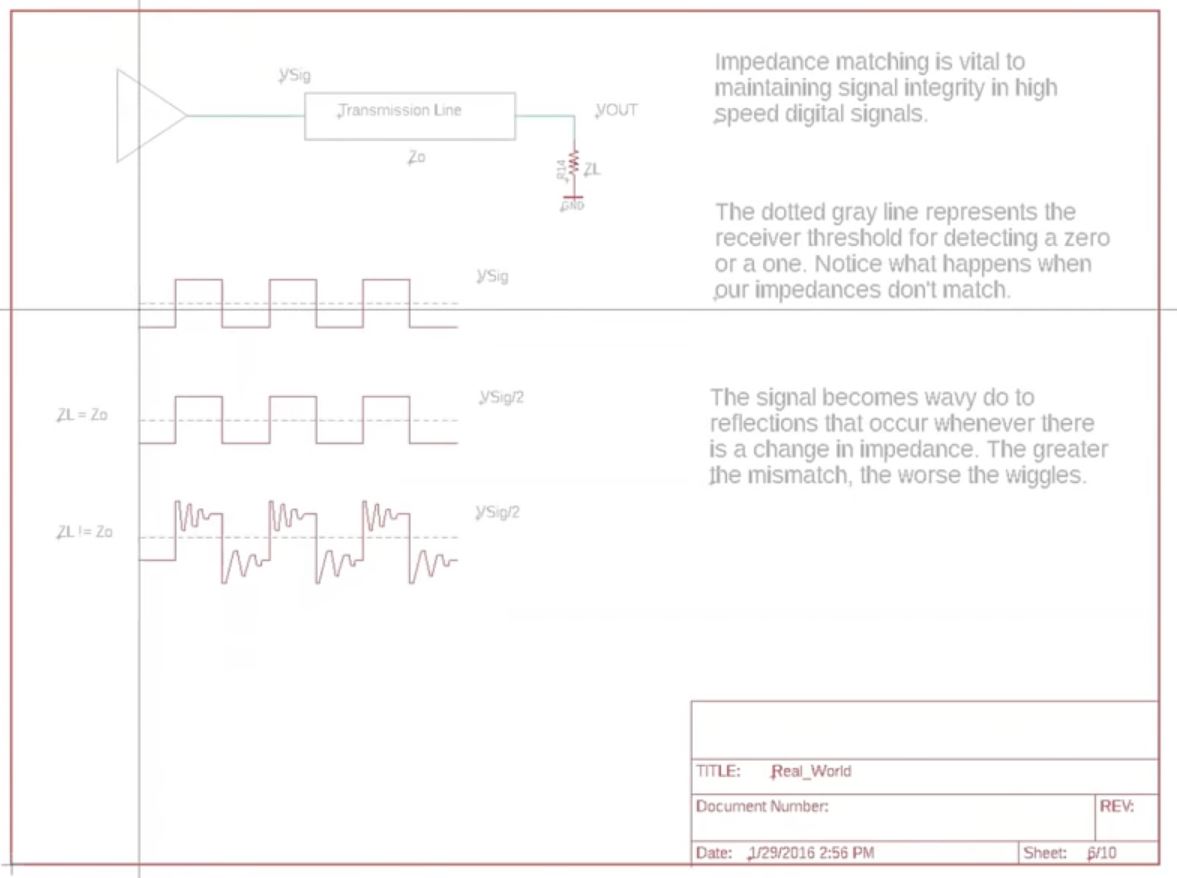 VSig
Transmission Line
VOUT
Zo
R14
ZL
GND
Impedance matching is vital to
maintaining signal integrity in high
speed digital signals.
The dotted gray line represents the
receiver threshold for detecting a zero
or a one. Notice what happens when
our impedances don't match.
VSig
ZL = Zo
VSig/2
The signal becomes wavy do to
reflections that occur whenever there
is a change in impedance. The greater
the mismatch, the worse the wiggles.
ZL != Zo
VSig/2
TITLE: Real_World
Document Number:
REV:
Date: 1/29/2016 2:56 PM
Sheet: 6/10